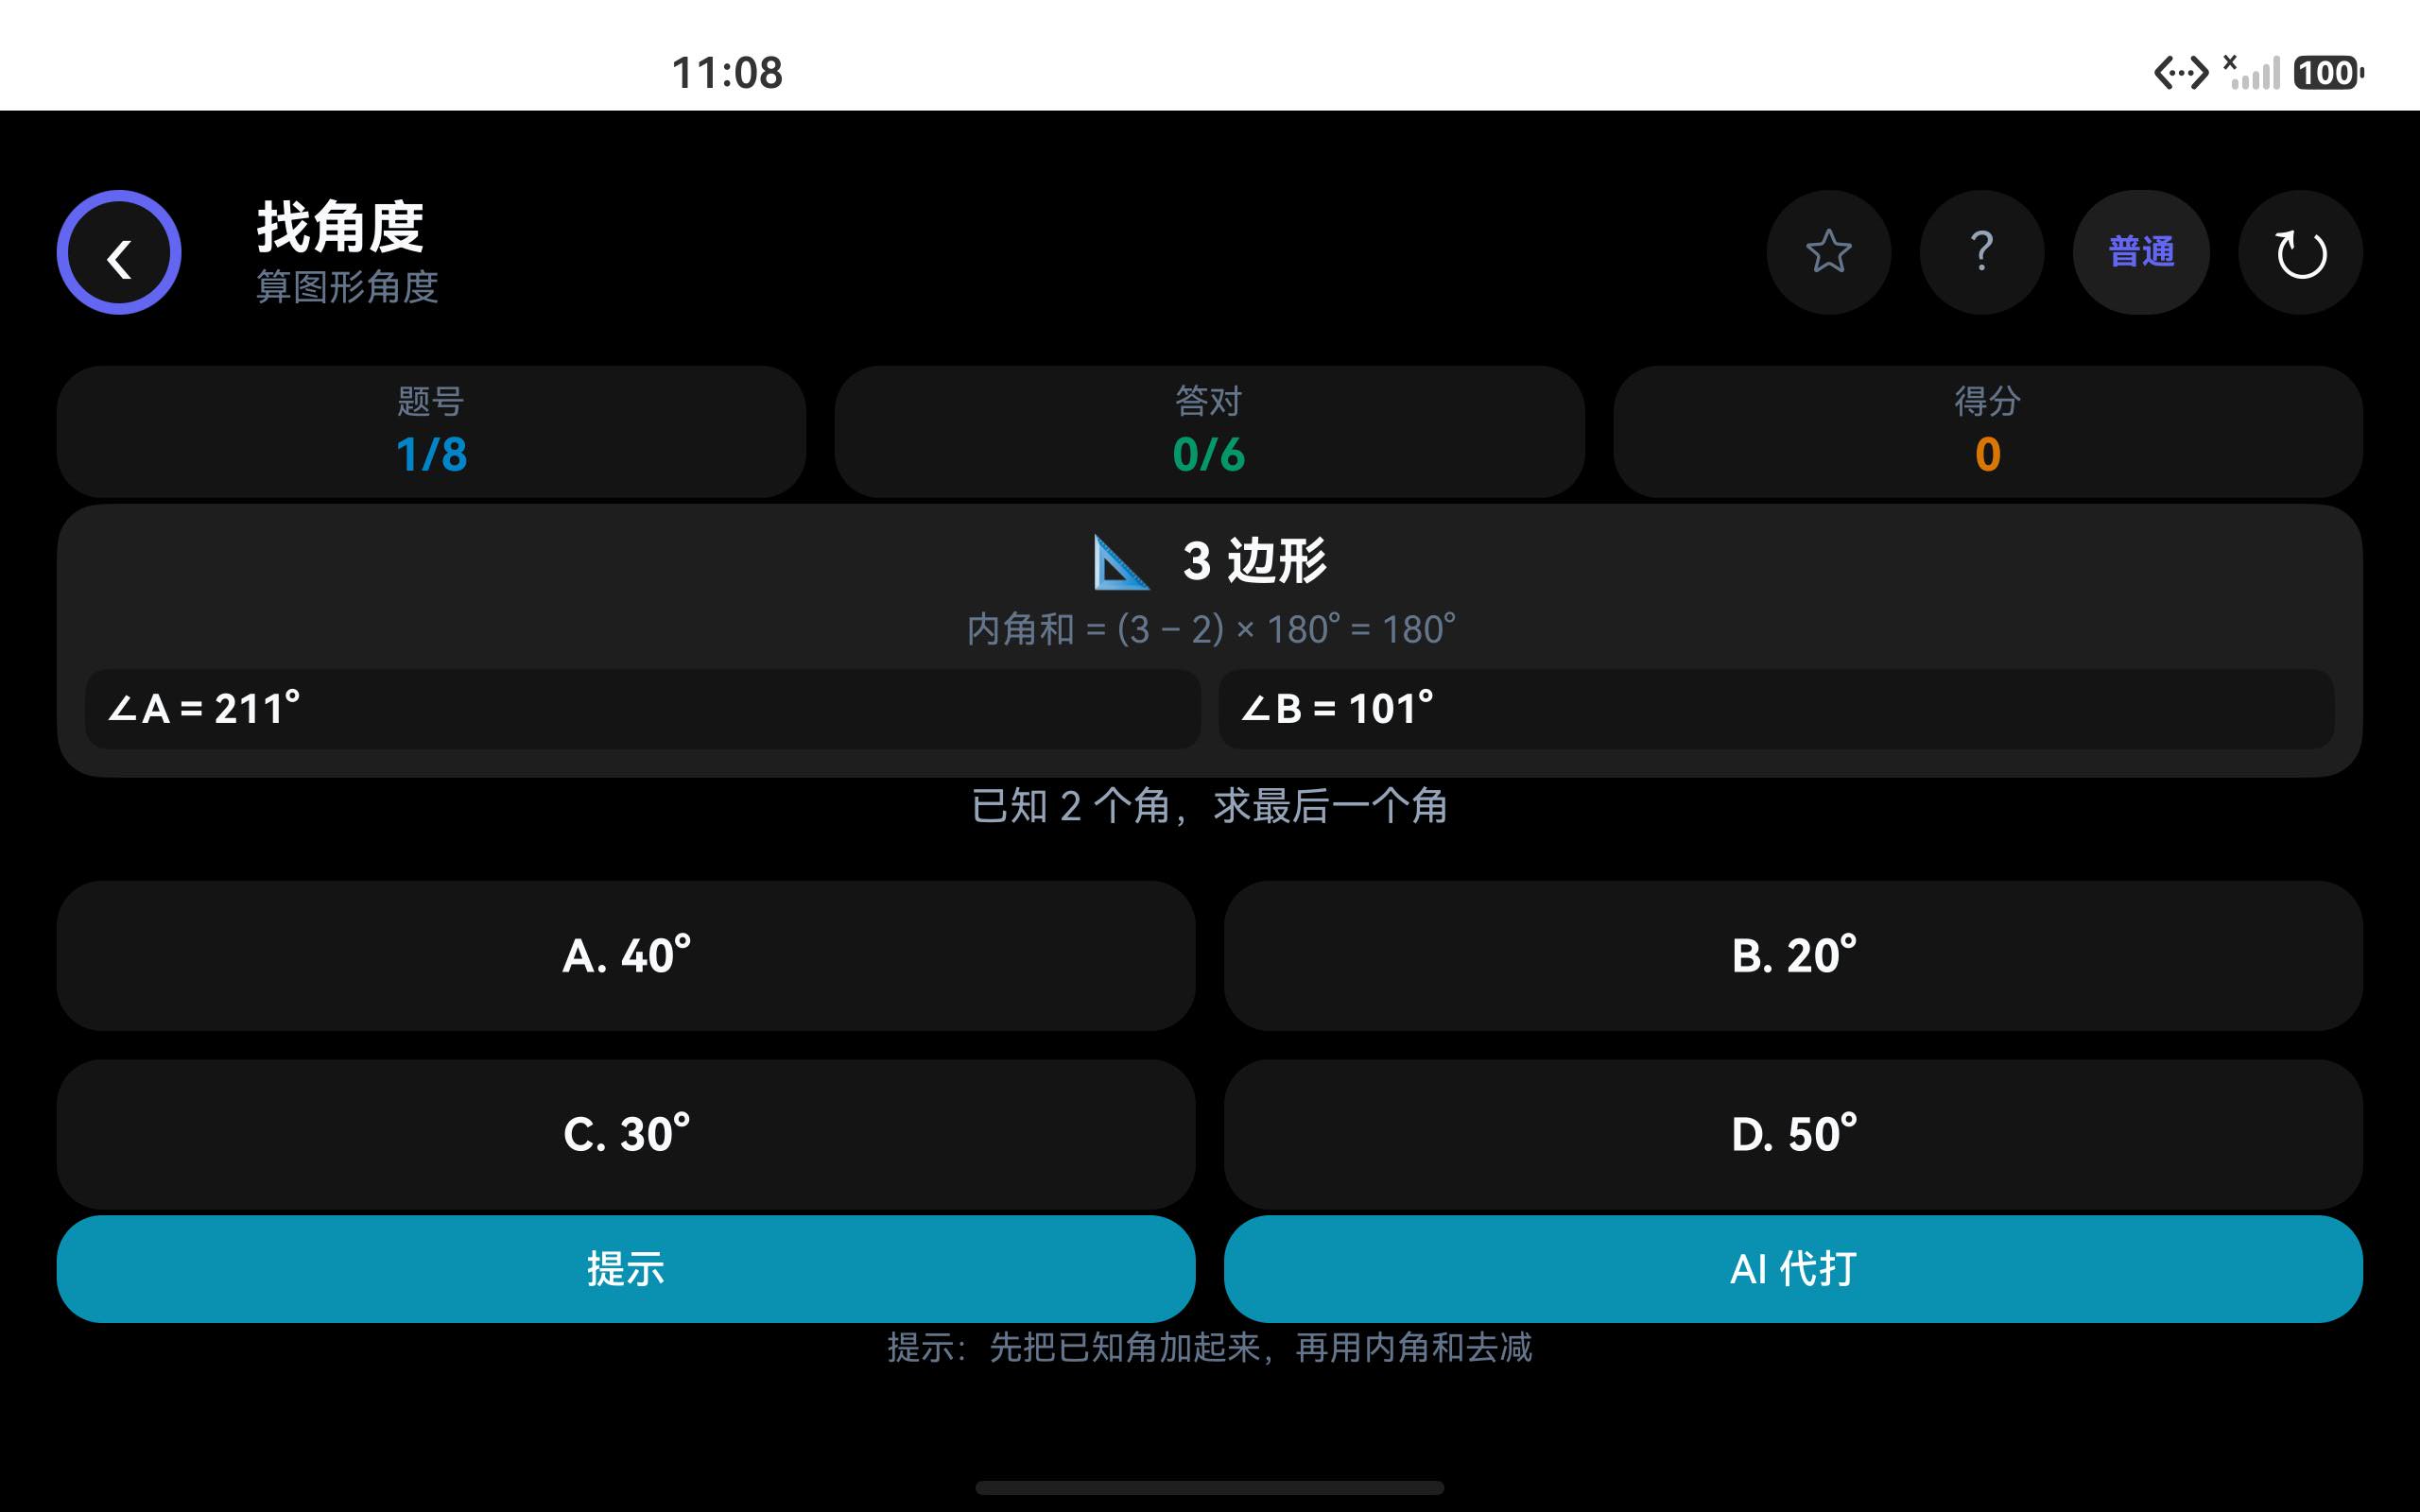 11:08
100
找角度
算图形角度
?
普通
题号
1/8
答对
0/6
得分
0
3 边形
内角和 = (3 − 2) × 180° = 180°
∠A = 211°
∠B = 101°
已知 2 个角，求最后一个角
A. 40°
B. 20°
C. 30°
D. 50°
提示
AI 代打
提示：先把已知角加起来，再用内角和去减